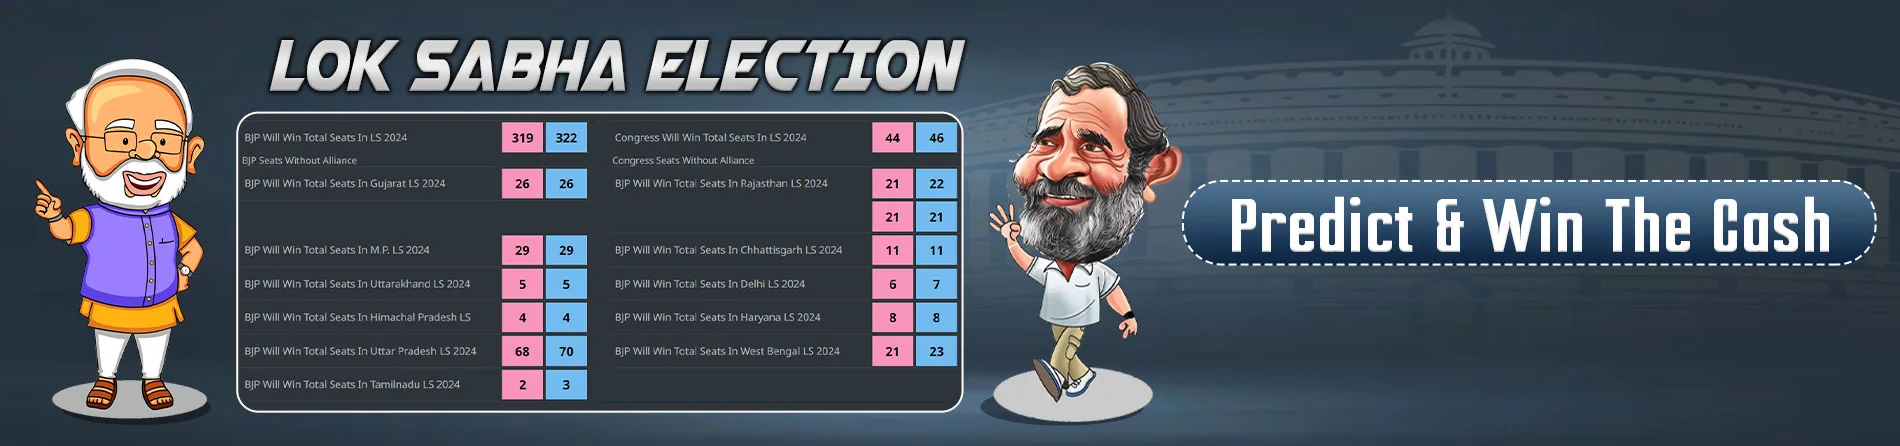 LOK SABHA ELECTION
BJP Will Win Total Seats In LS 2024 319 322
BJP Seats Without Alliance
BJP Will Win Total Seats In Gujarat LS 2024 26 26
BJP Will Win Total Seats In M.P. LS 2024 29 29
BJP Will Win Total Seats In Uttarakhand LS 2024 5 5
BJP Will Win Total Seats In Himachal Pradesh LS 4 4
BJP Will Win Total Seats In Uttar Pradesh LS 2024 68 70
BJP Will Win Total Seats In Tamilnadu LS 2024 2 3
Congress Will Win Total Seats In LS 2024 44 46
Congress Seats Without Alliance
BJP Will Win Total Seats In Rajasthan LS 2024 21 22
21 21
BJP Will Win Total Seats In Chhattisgarh LS 2024 11 11
BJP Will Win Total Seats In Delhi LS 2024 6 7
BJP Will Win Total Seats In Haryana LS 2024 8 8
BJP Will Win Total Seats In West Bengal LS 2024 21 23
Predict & Win The Cash